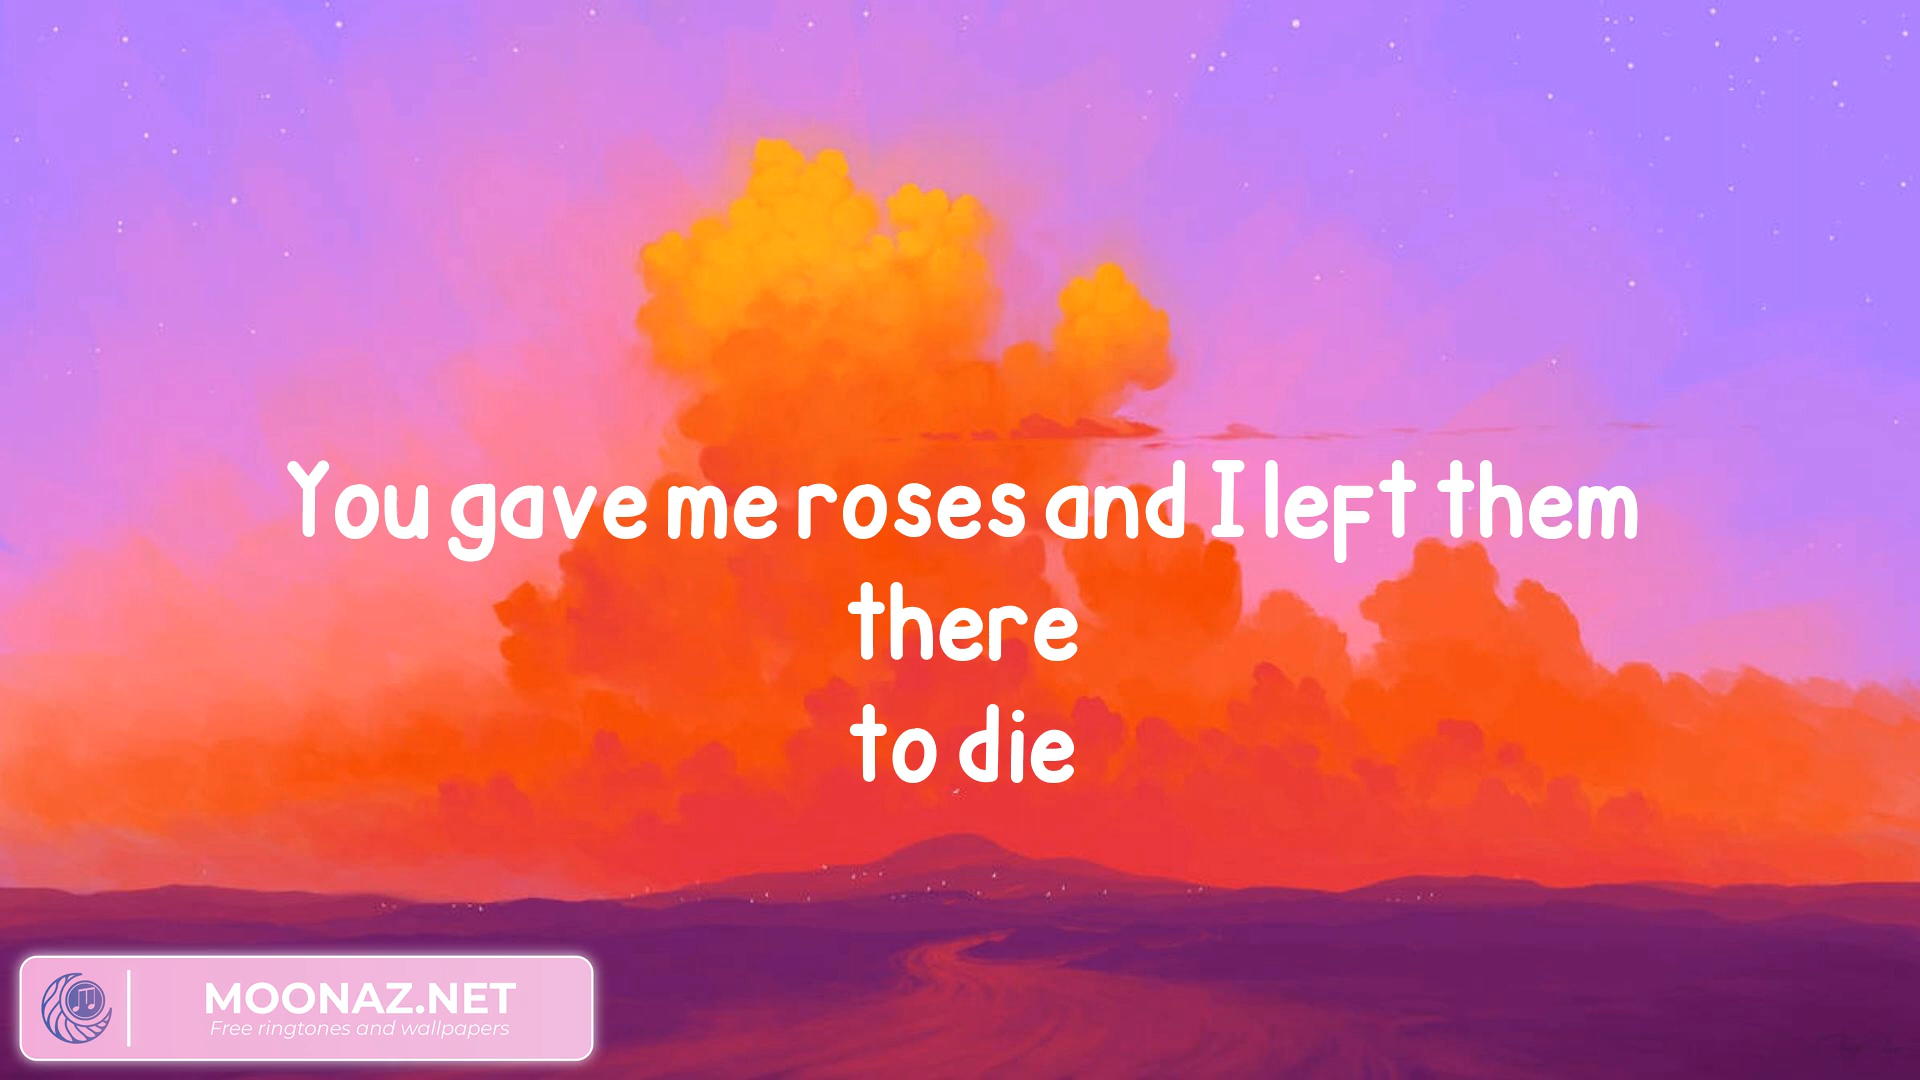 You gave me roses and I left them
there
to die
MOONAZ.NET
Free ringtones and wallpapers